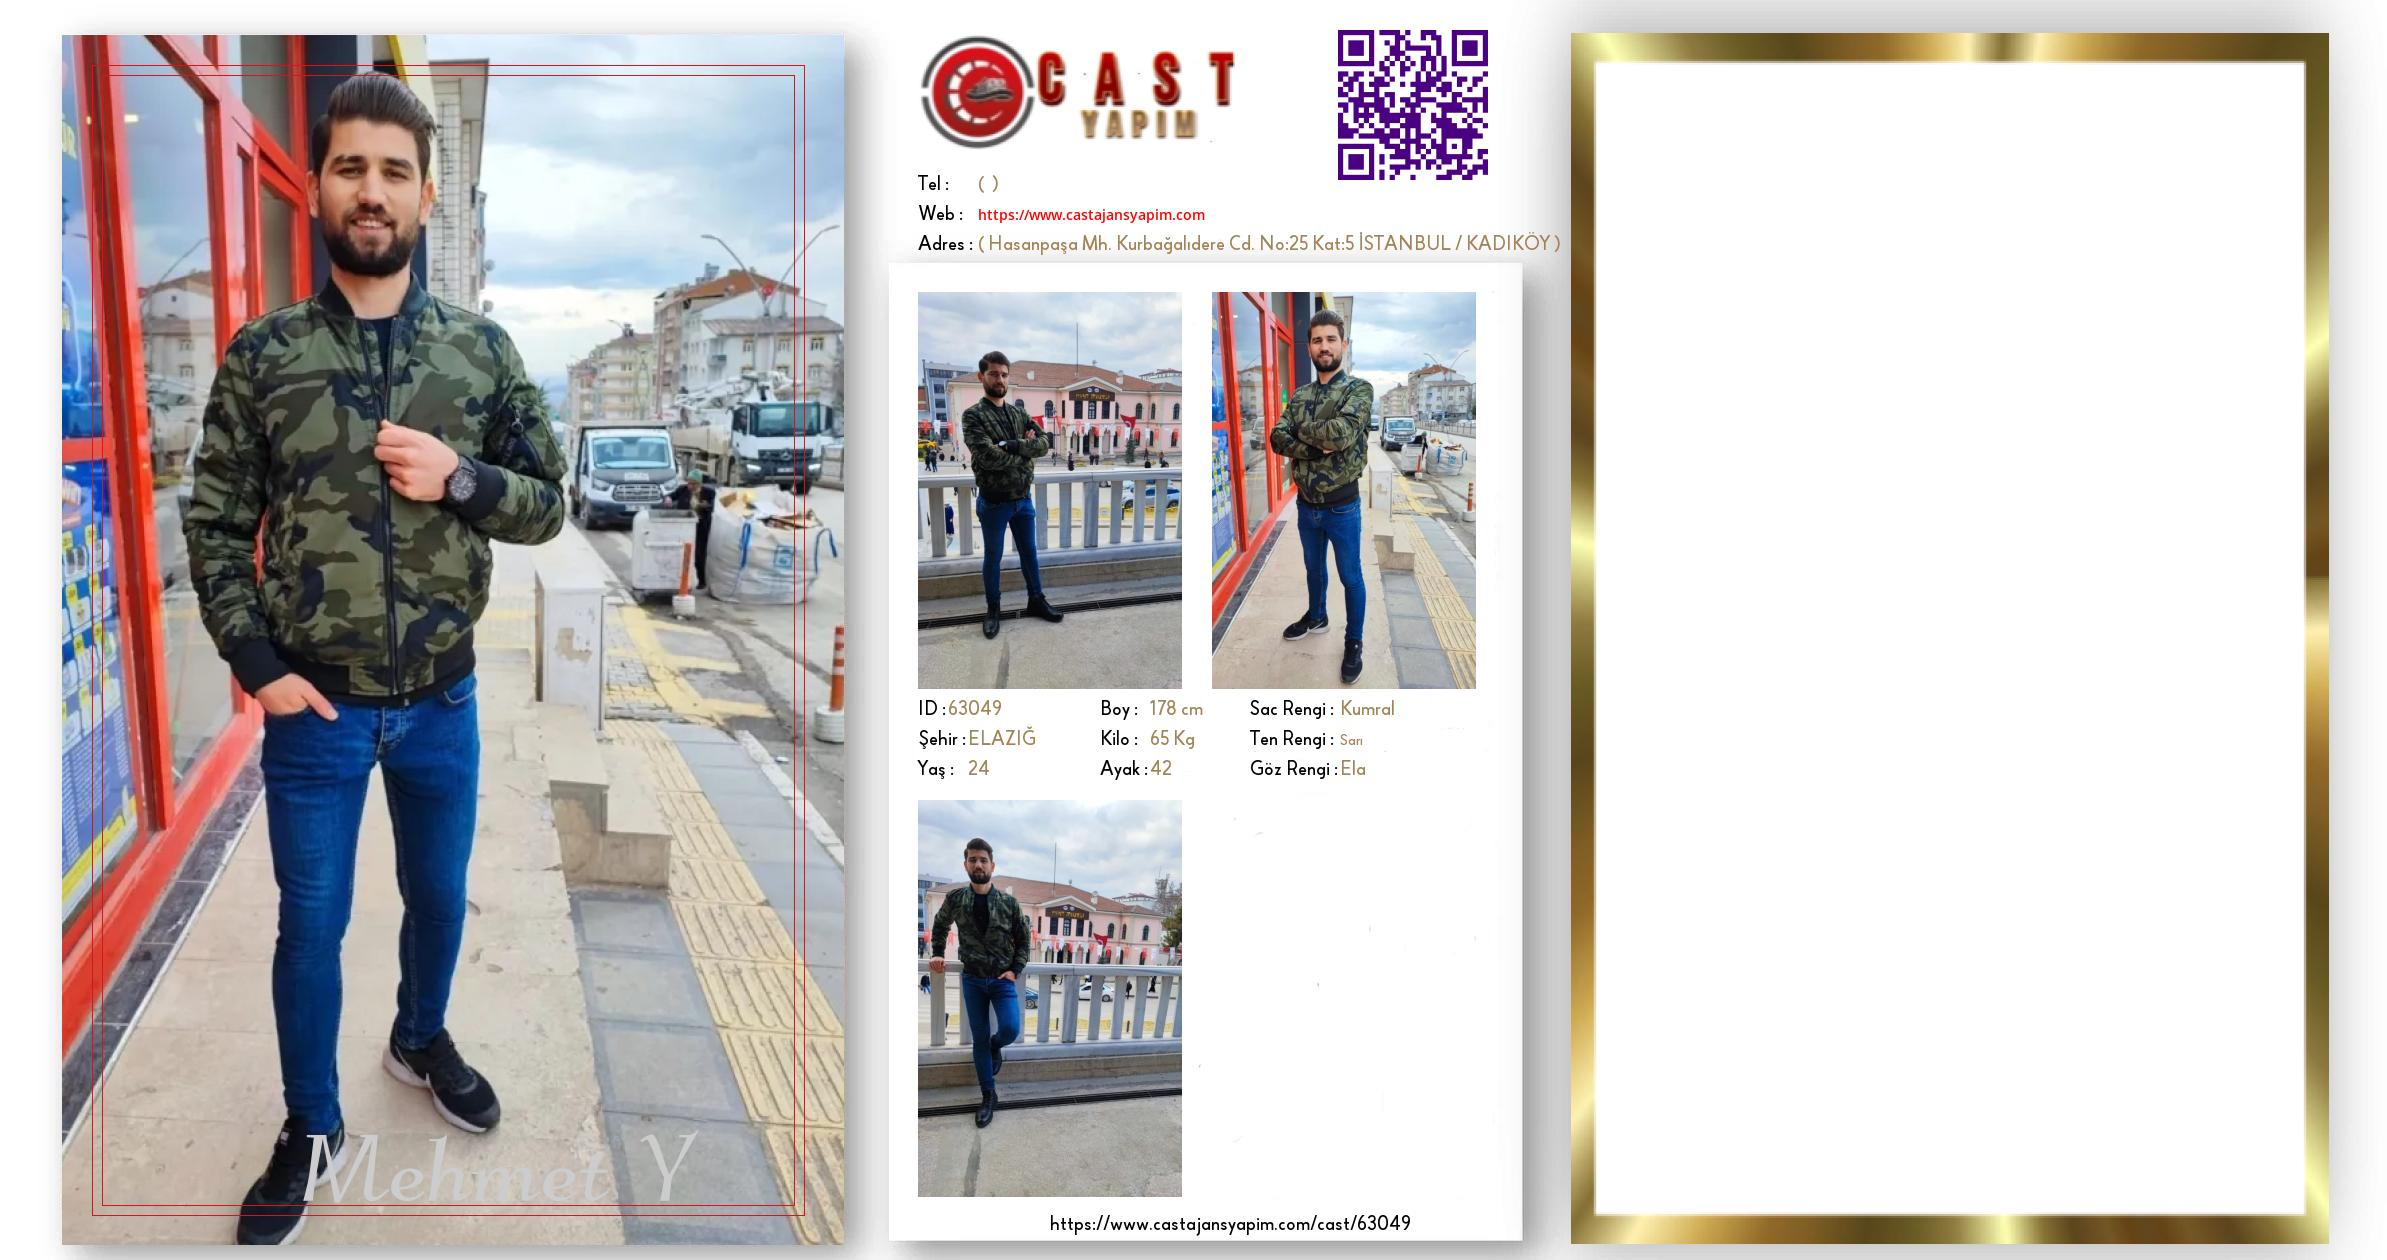 Mehmet Y
CAST
YAPIM
Tel : ( )
Web : https://www.castajansyapim.com
Adres : ( Hasanpaşa Mh. Kurbağalıdere Cd. No:25 Kat:5 İSTANBUL / KADIKÖY )
ID : 63049 Boy : 178 cm Sac Rengi : Kumral
Şehir : ELAZIĞ Kilo : 65 Kg Ten Rengi : Sarı
Yaş : 24 Ayak : 42 Göz Rengi : Ela
https://www.castajansyapim.com/cast/63049